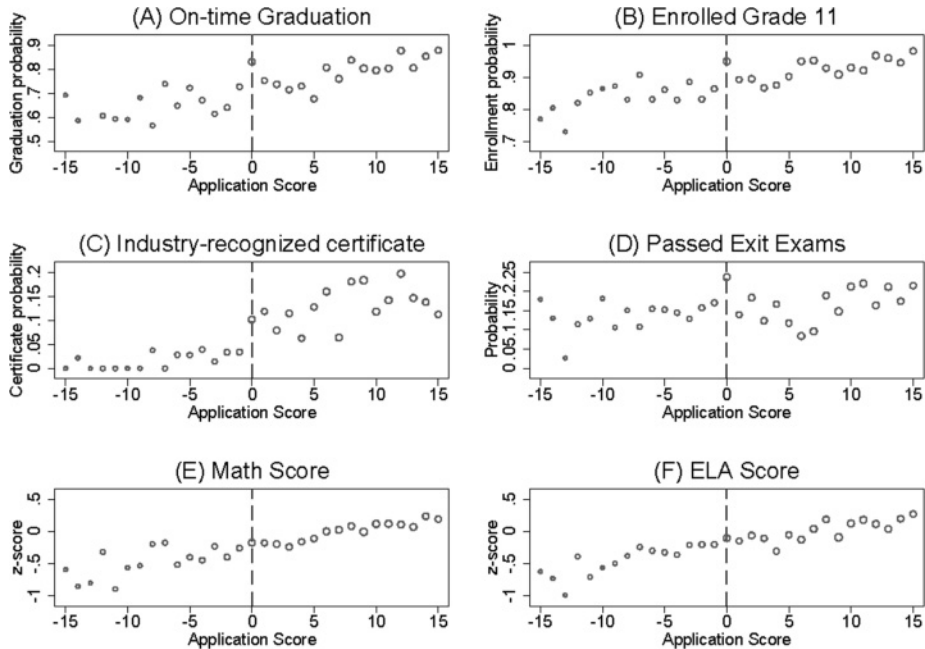 (A) On-time Graduation
Graduation probability
.5 .6 .7 .8 .9
-15 -10 -5 0 5 10 15
Application Score
(B) Enrolled Grade 11
Enrollment probability
.7 .8 .9 1
-15 -10 -5 0 5 10 15
Application Score
(C) Industry-recognized certificate
Certificate probability
0 .05 .1 .15 .2
-15 -10 -5 0 5 10 15
Application Score
(D) Passed Exit Exams
Probability
0 .05 .1 .15 .2 .25
-15 -10 -5 0 5 10 15
Application Score
(E) Math Score
z-score
-1 -.5 0 .5
-15 -10 -5 0 5 10 15
Application Score
(F) ELA Score
z-score
-1 -.5 0 .5
-15 -10 -5 0 5 10 15
Application Score